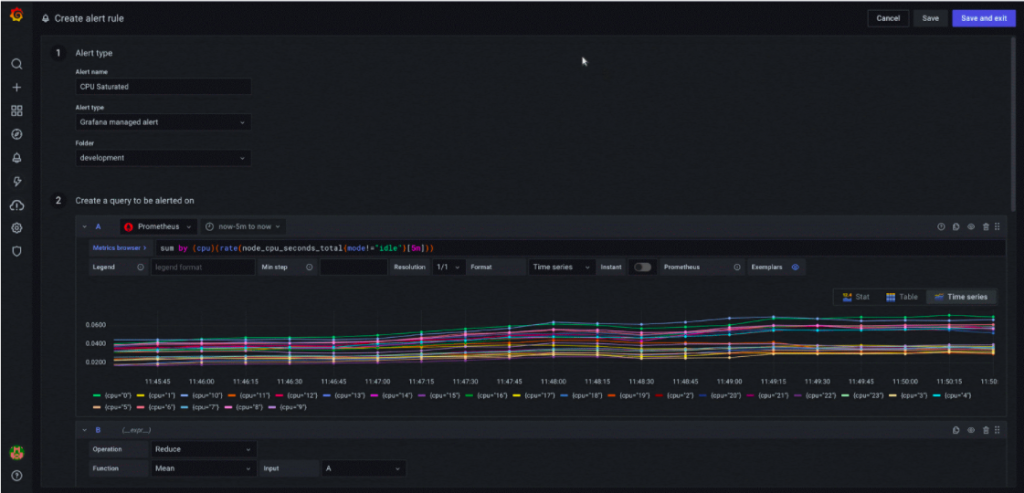 Create alert rule
Cancel
Save
Save and exit
1 Alert type
Alert name
CPU Saturated
Alert type
Grafana managed alert
Folder
development
2 Create a query to be alerted on
A Prometheus now-5m to now
Metrics browser > sum by (cpu)(rate(node_cpu_seconds_total{mode!="idle"}[5m]))
Legend legend format Min step Resolution 1/1 Format Time series Instant Prometheus Exemplars
Stat Table Time series
0.0600
0.0400
0.0200
11:45:45 11:46:00 11:46:15 11:46:30 11:46:45 11:47:00 11:47:15 11:47:30 11:47:45 11:48:00 11:48:15 11:48:30 11:48:45 11:49:00 11:49:15 11:49:30 11:49:45 11:50:00 11:50:15 11:50
{cpu="0"} {cpu="1"} {cpu="10"} {cpu="11"} {cpu="12"} {cpu="13"} {cpu="14"} {cpu="15"} {cpu="16"} {cpu="17"} {cpu="18"} {cpu="19"} {cpu="2"} {cpu="20"} {cpu="21"} {cpu="22"} {cpu="23"} {cpu="3"} {cpu="4"}
{cpu="5"} {cpu="6"} {cpu="7"} {cpu="8"} {cpu="9"}
B (__expr__)
Operation Reduce
Function Mean Input A